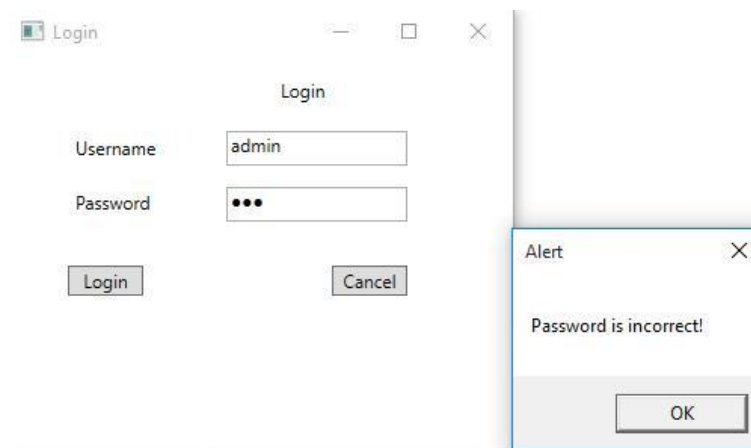 Login
Login
Username admin
Password •••
Login Cancel
Alert
Password is incorrect!
OK